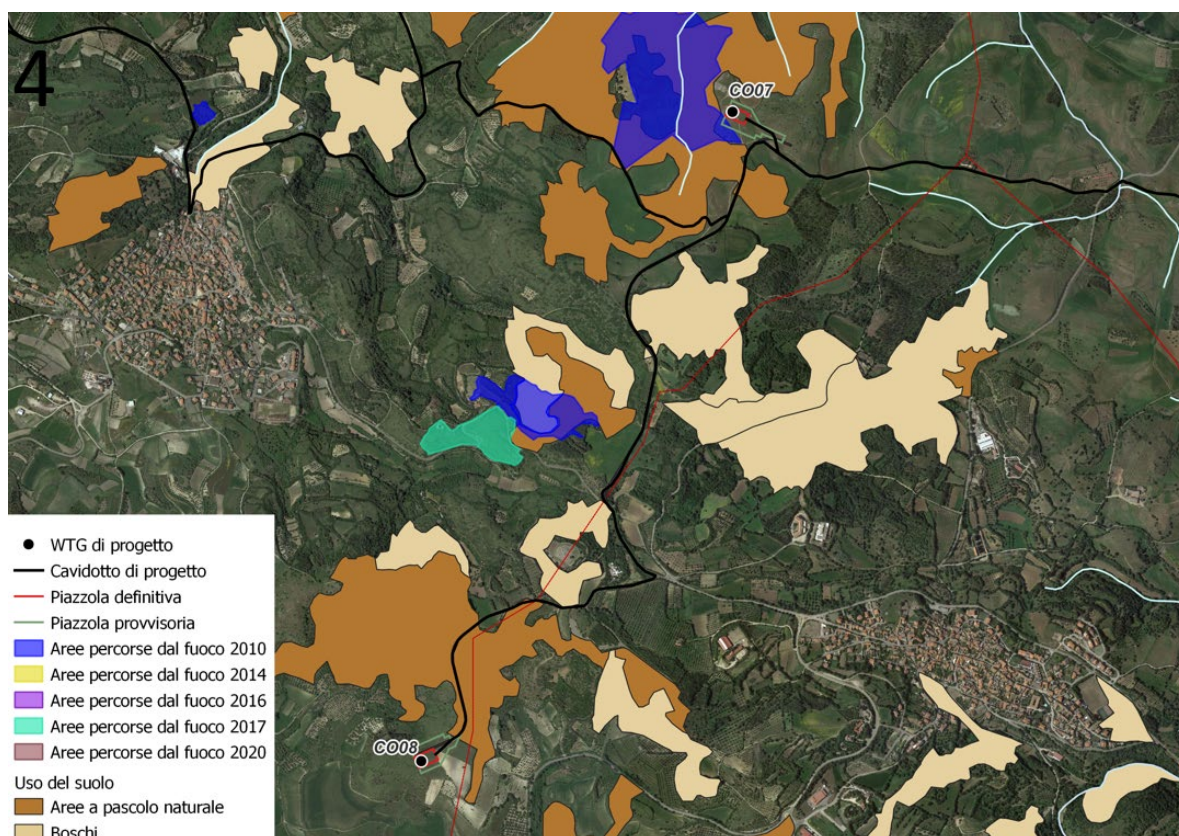 4
CO07
CO08
WTG di progetto
Cavidotto di progetto
Piazzola definitiva
Piazzola provvisoria
Aree percorse dal fuoco 2010
Aree percorse dal fuoco 2014
Aree percorse dal fuoco 2016
Aree percorse dal fuoco 2017
Aree percorse dal fuoco 2020
Uso del suolo
Aree a pascolo naturale
Boschi